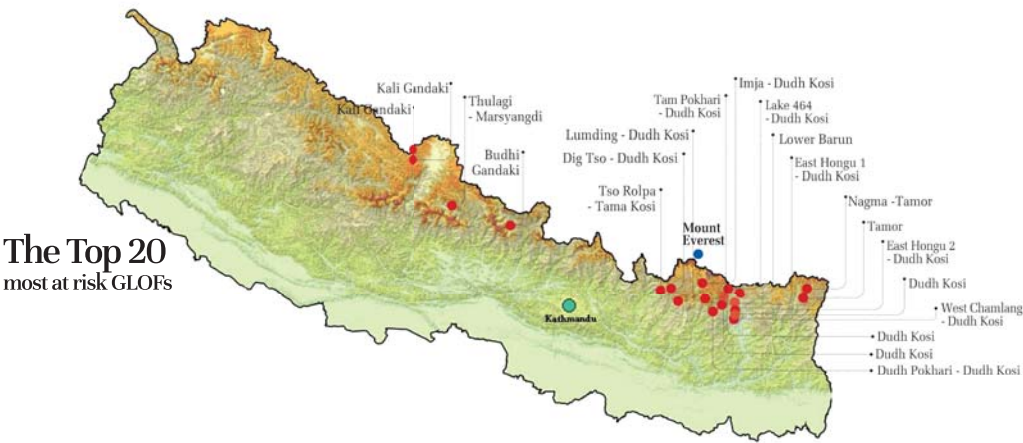 The Top 20
most at risk GLOFs
Kali Gandaki
Kali Gandaki
Thulagi
- Marsyangdi
Budhi
Gandaki
Imja - Dudh Kosi
Tam Pokhari
- Dudh Kosi
Lake 464
- Dudh Kosi
Lumding - Dudh Kosi
Lower Barun
Dig Tso - Dudh Kosi
East Hongu 1
- Dudh Kosi
Tso Rolpa
- Tama Kosi
Nagma -Tamor
Mount
Everest
Tamor
East Hongu 2
- Dudh Kosi
Dudh Kosi
West Chamlang
- Dudh Kosi
Kathmandu
Dudh Kosi
Dudh Kosi
Dudh Pokhari - Dudh Kosi